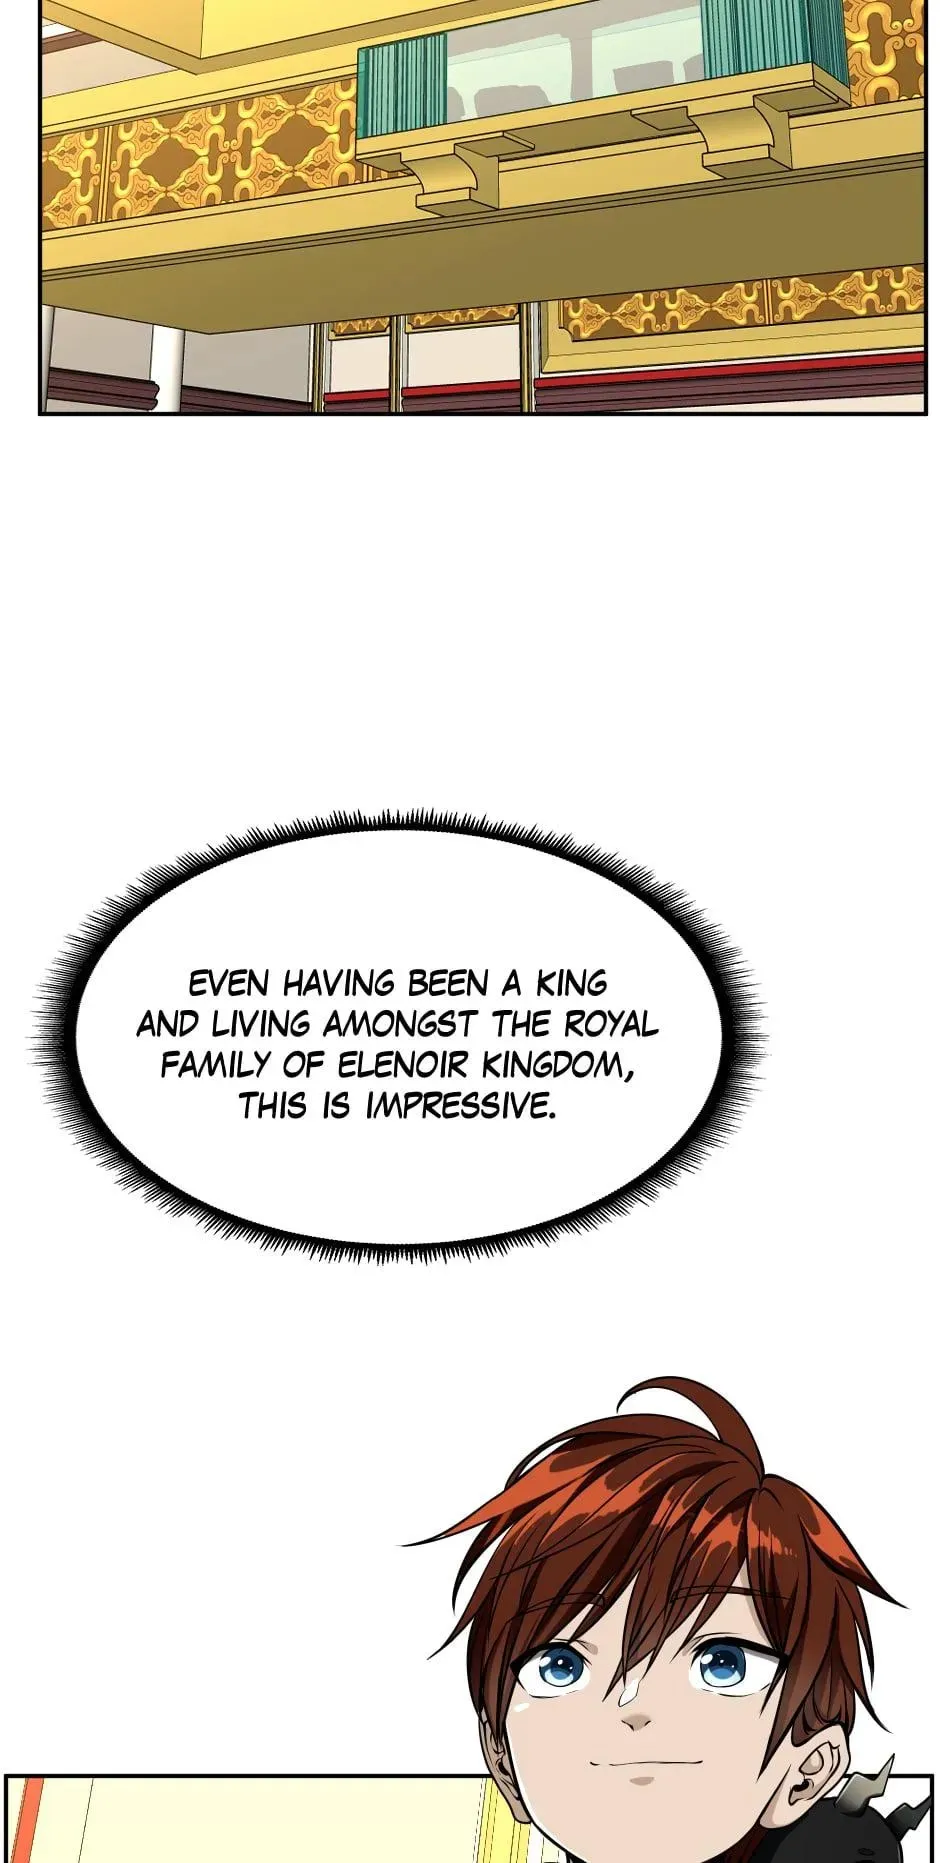 EVEN HAVING BEEN A KING
AND LIVING AMONGST THE ROYAL
FAMILY OF ELENOIR KINGDOM,
THIS IS IMPRESSIVE.